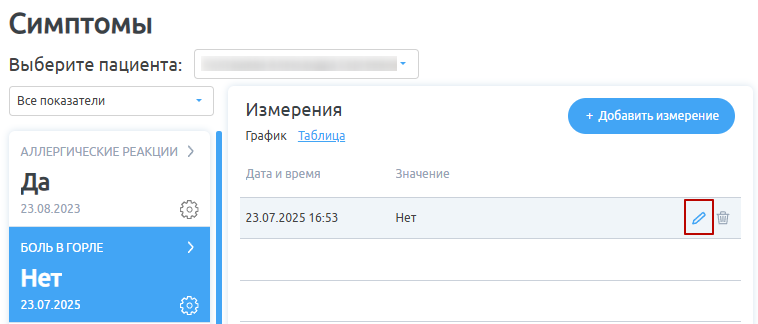 Симптомы
Выберите пациента:
Все показатели
АЛЛЕРГИЧЕСКИЕ РЕАКЦИИ
Да
23.08.2023
БОЛЬ В ГОРЛЕ
Нет
23.07.2025
Измерения
График Таблица
+ Добавить измерение
Дата и время Значение
23.07.2025 16:53 Нет